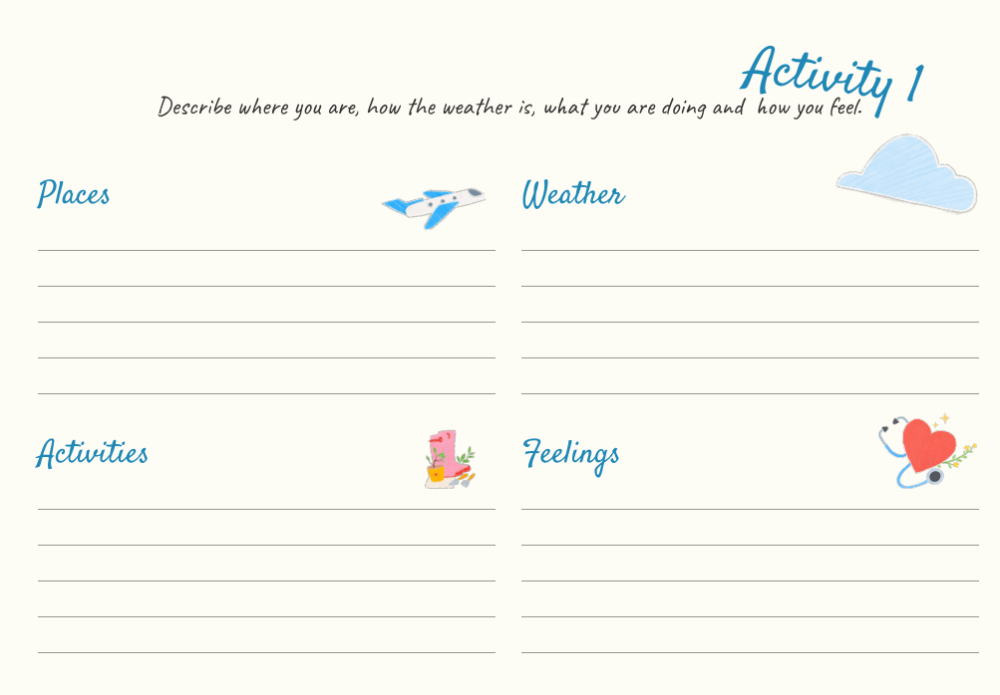 Activity 1
Describe where you are, how the weather is, what you are doing and how you feel.
Places
Weather
Activities
Feelings